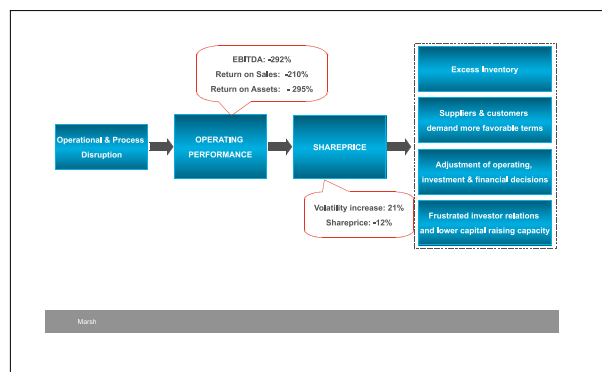 EBITDA: -292%
Return on Sales: -210%
Return on Assets: - 295%
Operational & Process
Disruption
OPERATING
PERFORMANCE
SHAREPRICE
Volatility increase: 21%
Shareprice: -12%
Excess Inventory
Suppliers & customers
demand more favorable terms
Adjustment of operating,
investment & financial decisions
Frustrated investor relations
and lower capital raising capacity
Marsh